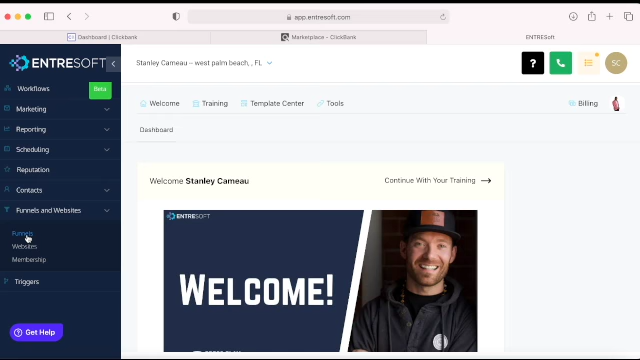 app.entresoft.com
Dashboard | Clickbank
Marketplace - ClickBank
ENTRESoft
ENTRESOFT
Stanley Cameau – west palm beach, , FL
?
SC
Workflows
Beta
Marketing
Reporting
Scheduling
Reputation
Contacts
Funnels and Websites
Funnels
Websites
Membership
Triggers
Get Help
Welcome
Training
Template Center
Tools
Billing
Dashboard
Welcome Stanley Cameau
Continue With Your Training
ENTRESOFT
WELCOME!